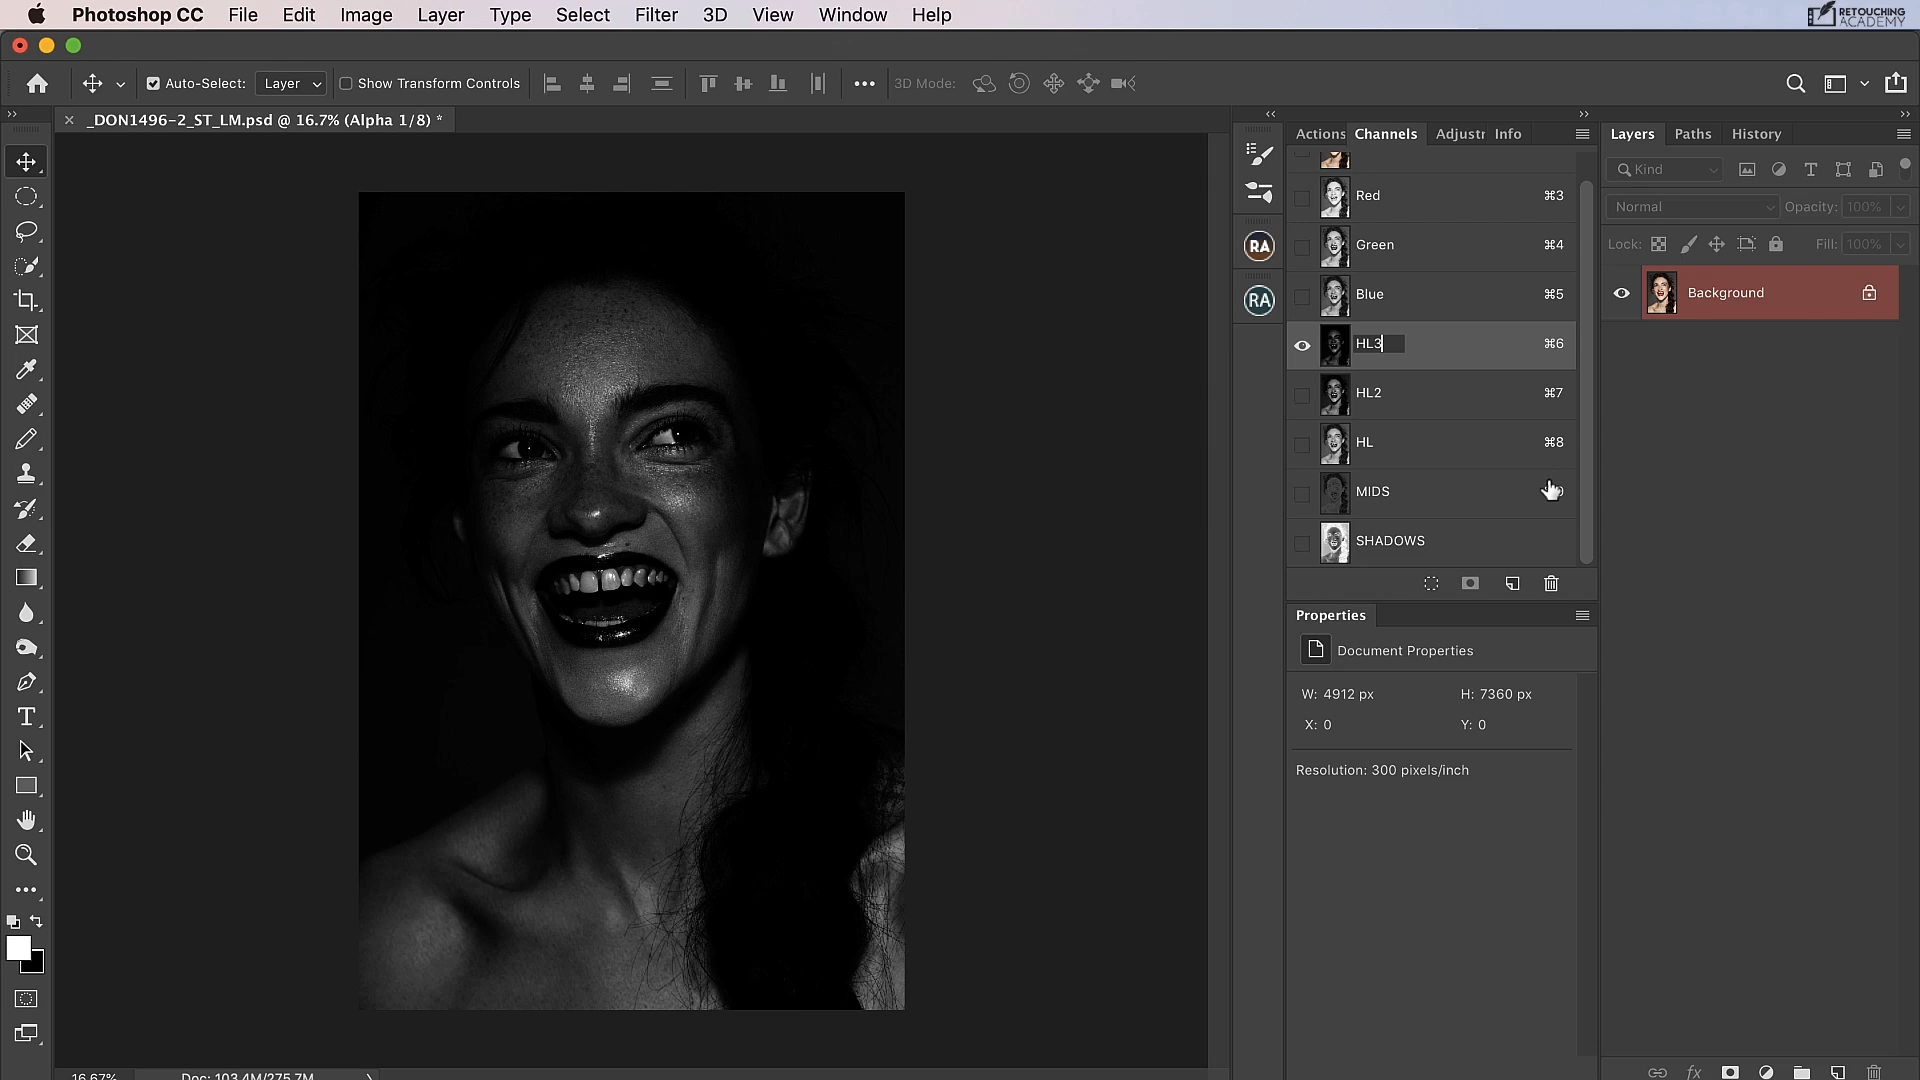 Photoshop CC File Edit Image Layer Type Select Filter 3D View Window Help
RETOUCHING
ACADEMY
Auto-Select: Layer Show Transform Controls 3D Mode:
_DON1496-2_ST_LM.psd @ 16.7% (Alpha 1/8) *
Actions Channels Adjustr Info
Red ⌘3
Green ⌘4
Blue ⌘5
HL3 ⌘6
HL2 ⌘7
HL ⌘8
MIDS
SHADOWS
RA
RA
Properties
Document Properties
W: 4912 px H: 7360 px
X: 0 Y: 0
Resolution: 300 pixels/inch
Layers Paths History
Kind
Normal Opacity: 100%
Lock: Fill: 100%
Background
fx
16.67% Doc: 103.4M/275.7M